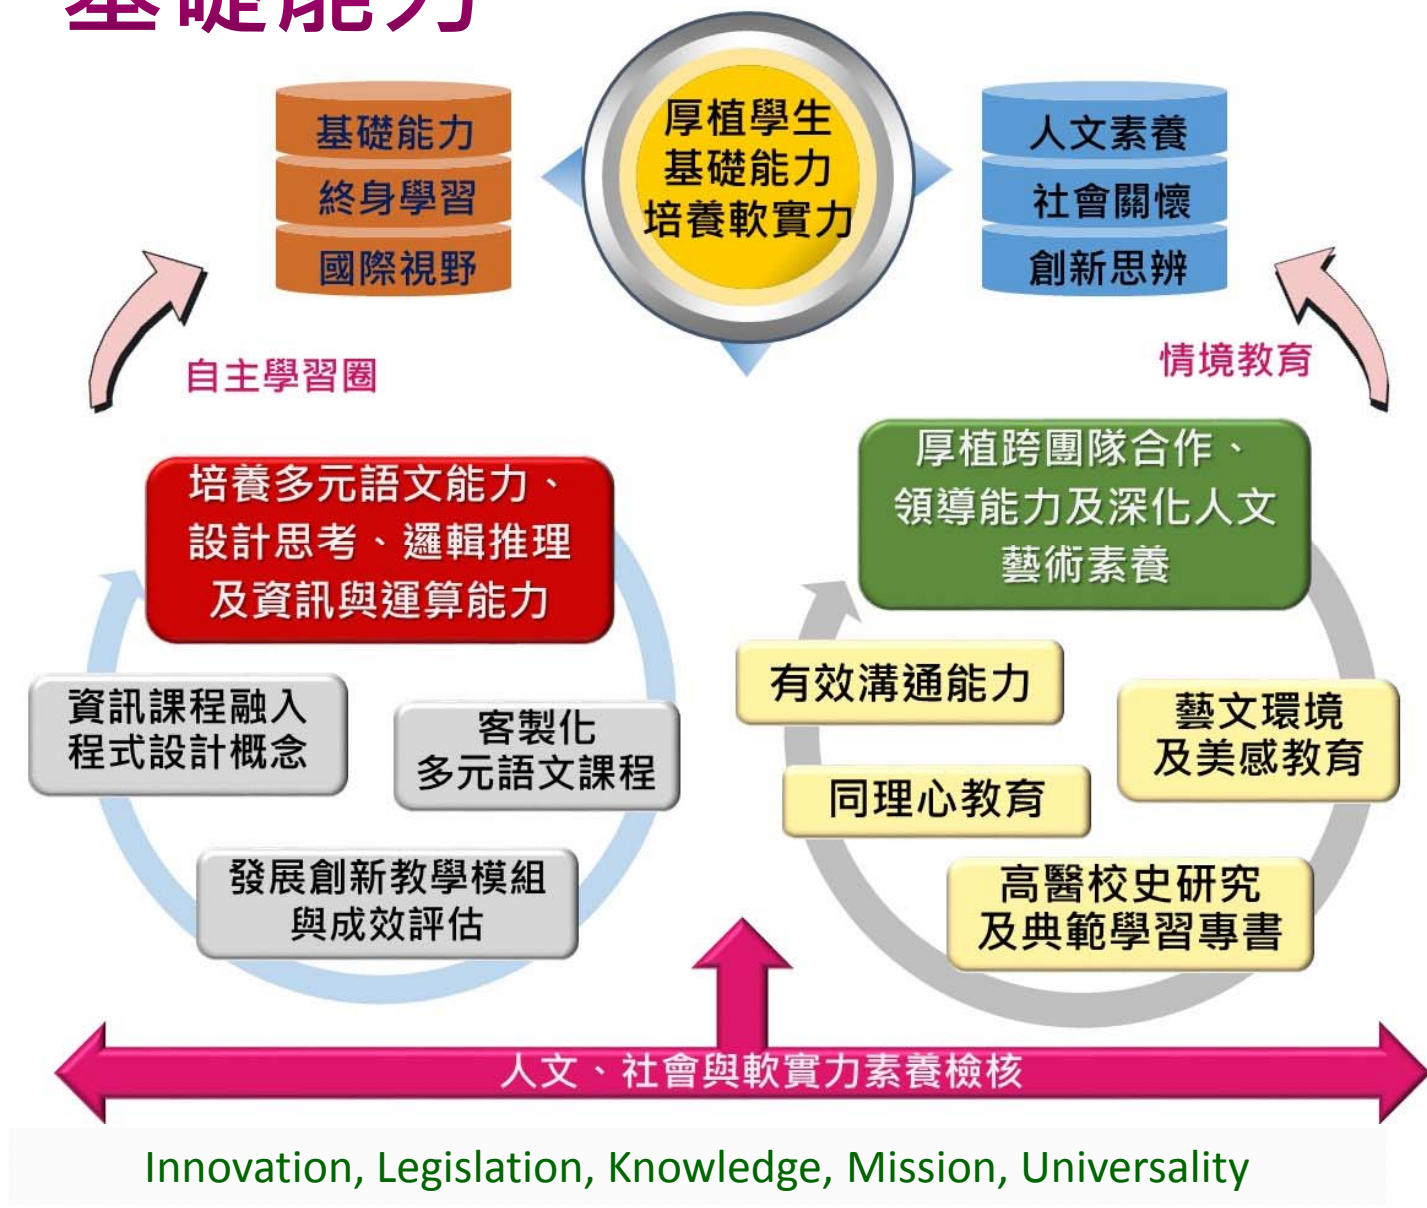 基礎能力
厚植學生
基礎能力
培養軟實力
基礎能力
終身學習
國際視野
人文素養
社會關懷
創新思辨
自主學習圈
情境教育
培養多元語文能力、
設計思考、邏輯推理
及資訊與運算能力
厚植跨團隊合作、
領導能力及深化人文
藝術素養
資訊課程融入
程式設計概念
客製化
多元語文課程
發展創新教學模組
與成效評估
有效溝通能力
藝文環境
及美感教育
同理心教育
高醫校史研究
及典範學習專書
人文、社會與軟實力素養檢核
Innovation, Legislation, Knowledge, Mission, Universality